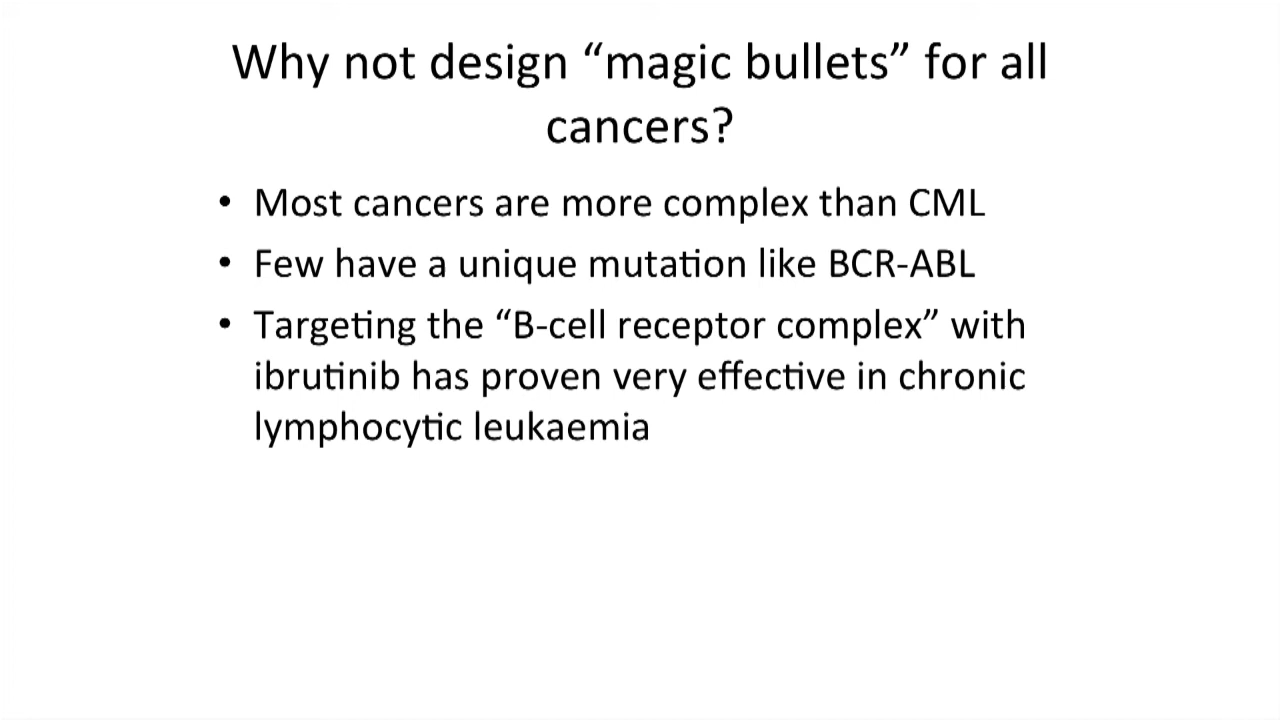 Why not design “magic bullets” for all
cancers?
• Most cancers are more complex than CML
• Few have a unique mutation like BCR-ABL
• Targeting the “B-cell receptor complex” with
ibrutinib has proven very effective in chronic
lymphocytic leukaemia